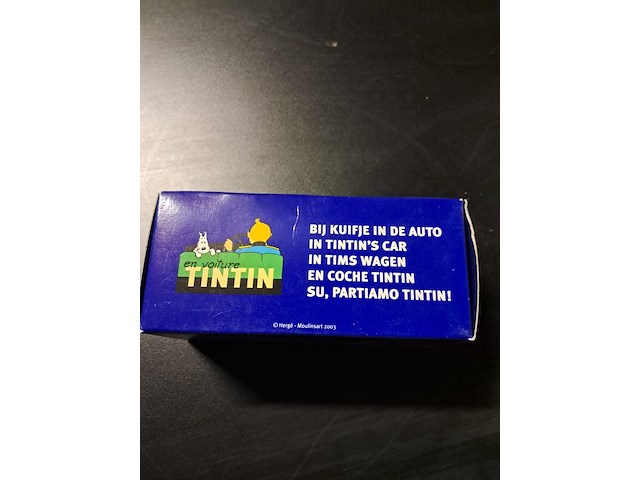 en voiture
TINTIN
BIJ KUIFJE IN DE AUTO
IN TINTIN'S CAR
IN TIMS WAGEN
EN COCHE TINTIN
SU, PARTIAMO TINTIN!
© Hergé - Moulinsart 2003